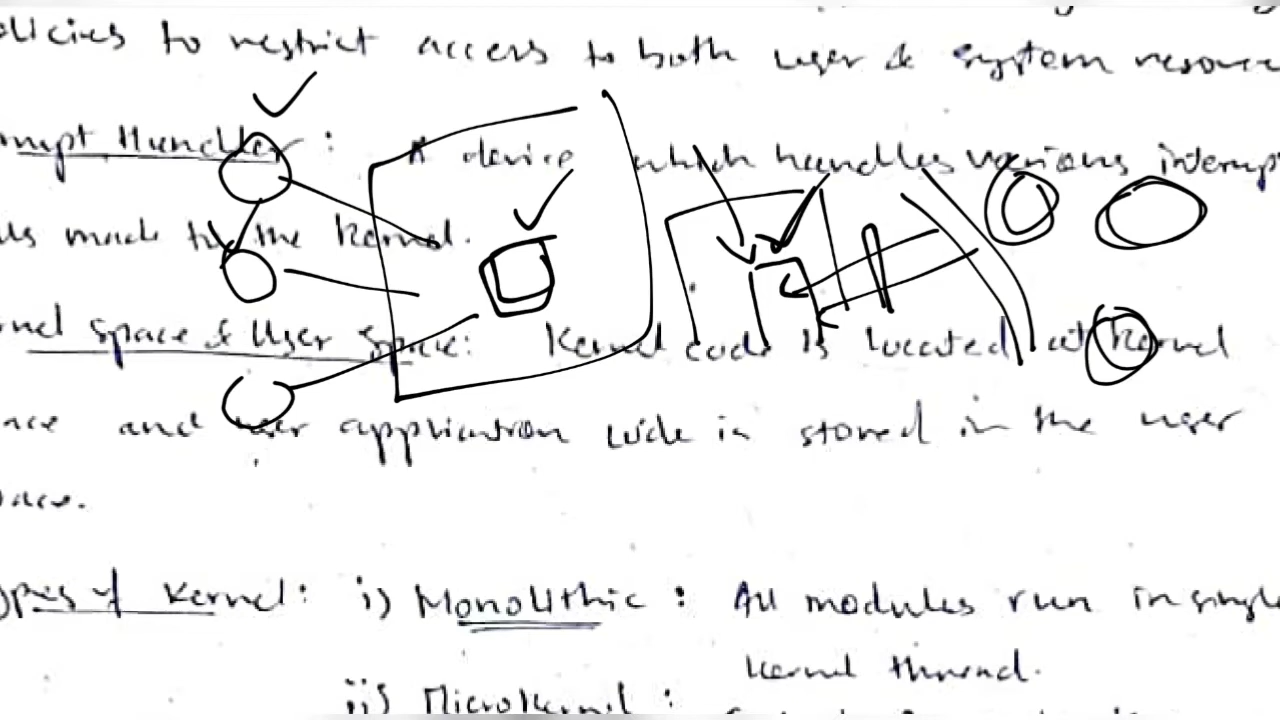 olicies to restrict access to both user & system resource
rupt Handler : A device which handles various interrup
made to the kernel.
nel Space & User Space: Kernel code is located at kernel
ace and user application code is stored in the user
pace.
ypes of Kernel: i) Monolithic : All modules run in single
kernel thread.
ii) Microkernel :